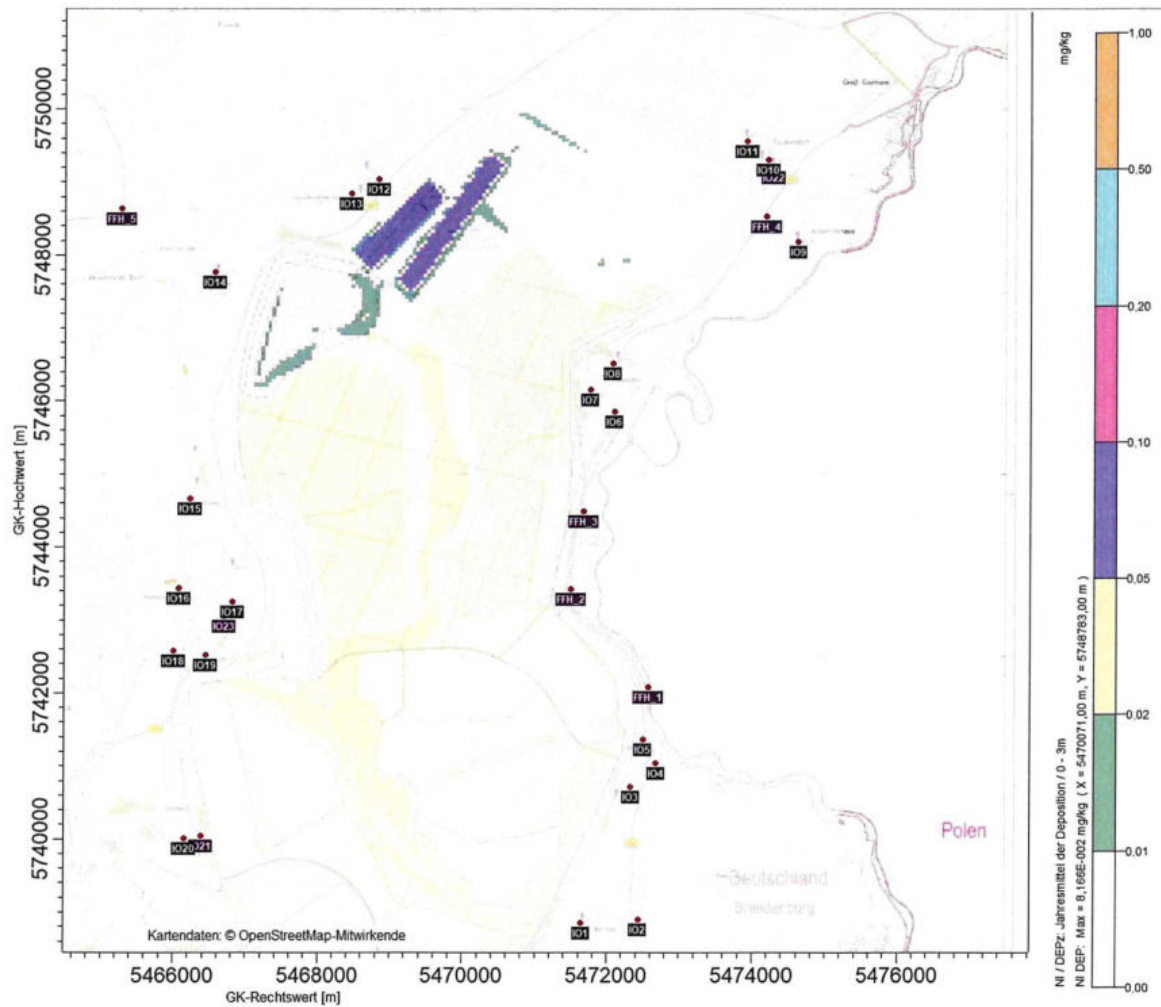 mg/kg
1,00
0,50
0,20
0,10
0,05
0,02
0,01
0,00
NI / DEPz: Jahresmittel der Deposition / 0 - 3m
NI DEP: Max = 8,166E-002 mg/kg ( X = 5470071,00 m, Y = 5748783,00 m )
GK-Hochwert [m]
5750000
5748000
5746000
5744000
5742000
5740000
IO11
IO10
IO22
IO12
IO13
FFH_5
FFH_4
IO9
IO14
IO8
IO7
IO6
IO15
FFH_3
IO16
FFH_2
IO17
IO23
IO18
IO19
FFH_1
IO5
IO4
IO3
IO20
Polen
Deutschland
Brandenburg
IO1
IO2
Kartendaten: © OpenStreetMap-Mitwirkende
5466000
5468000
5470000
5472000
5474000
5476000
GK-Rechtswert [m]